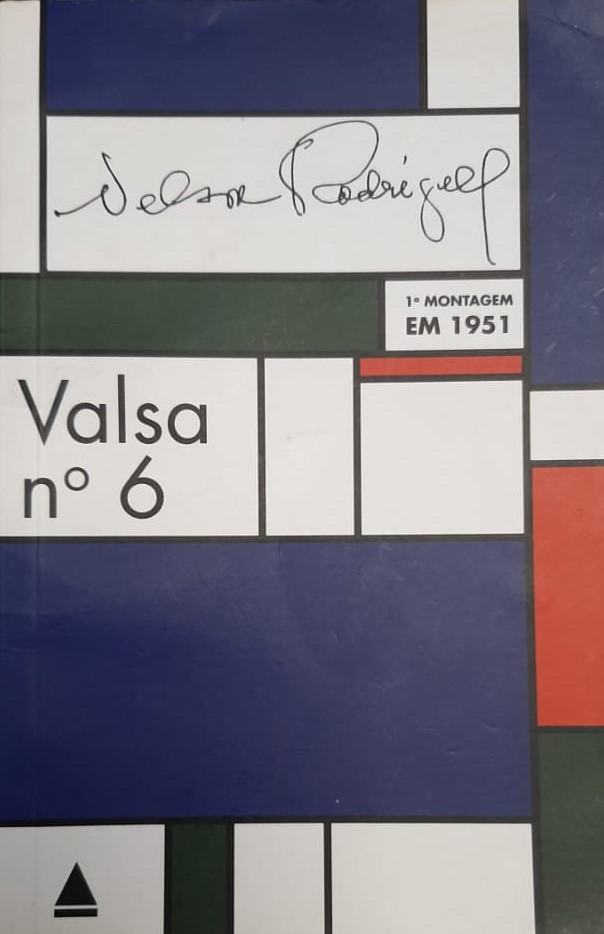 Nelson Rodrigues
1ª MONTAGEM
EM 1951
Valsa
nº 6